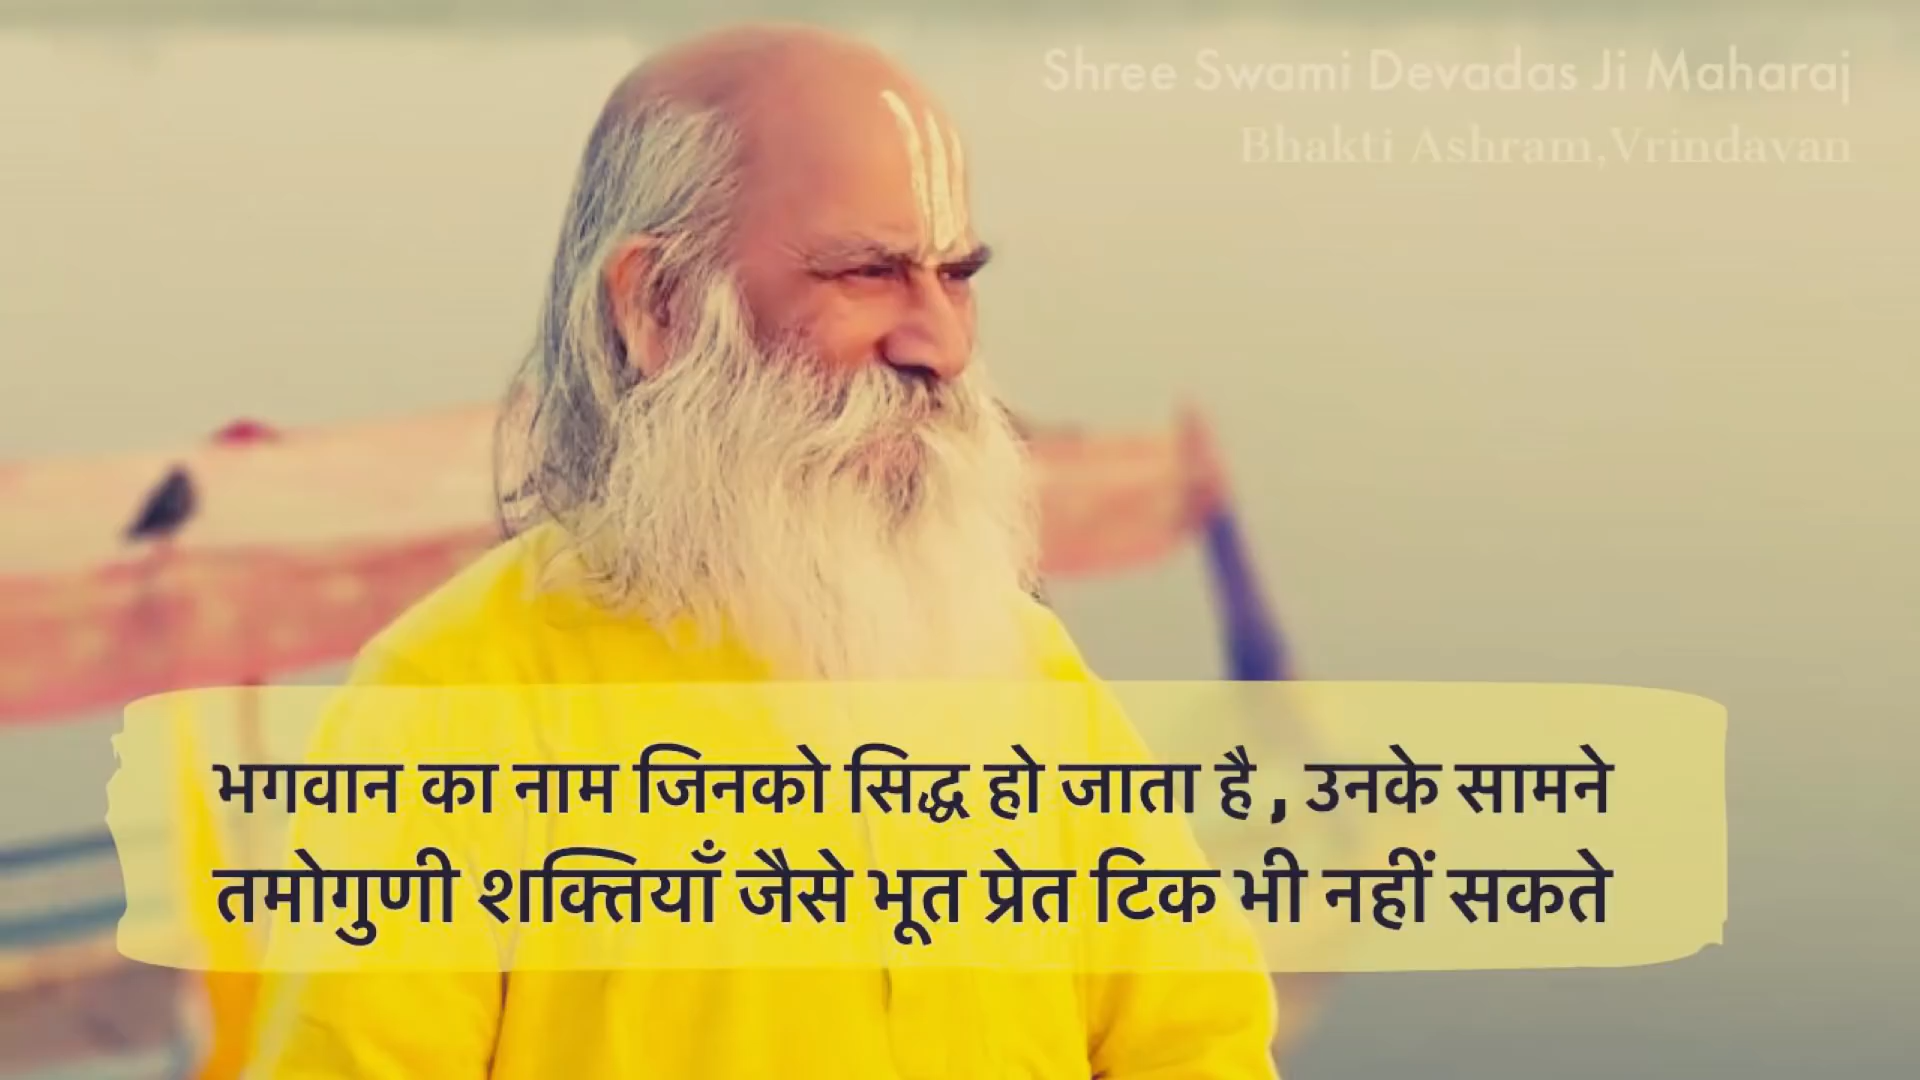 Shree Swami Devadas Ji Maharaj
Bhakti Ashram,Vrindavan
भगवान का नाम जिनको सिद्ध हो जाता है , उनके सामने
तमोगुणी शक्तियाँ जैसे भूत प्रेत टिक भी नहीं सकते